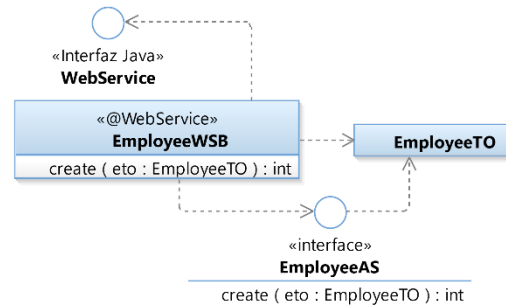 «Interfaz Java»
WebService
«@WebService»
EmployeeWSB
create ( eto : EmployeeTO ) : int
EmployeeTO
«interface»
EmployeeAS
create ( eto : EmployeeTO ) : int